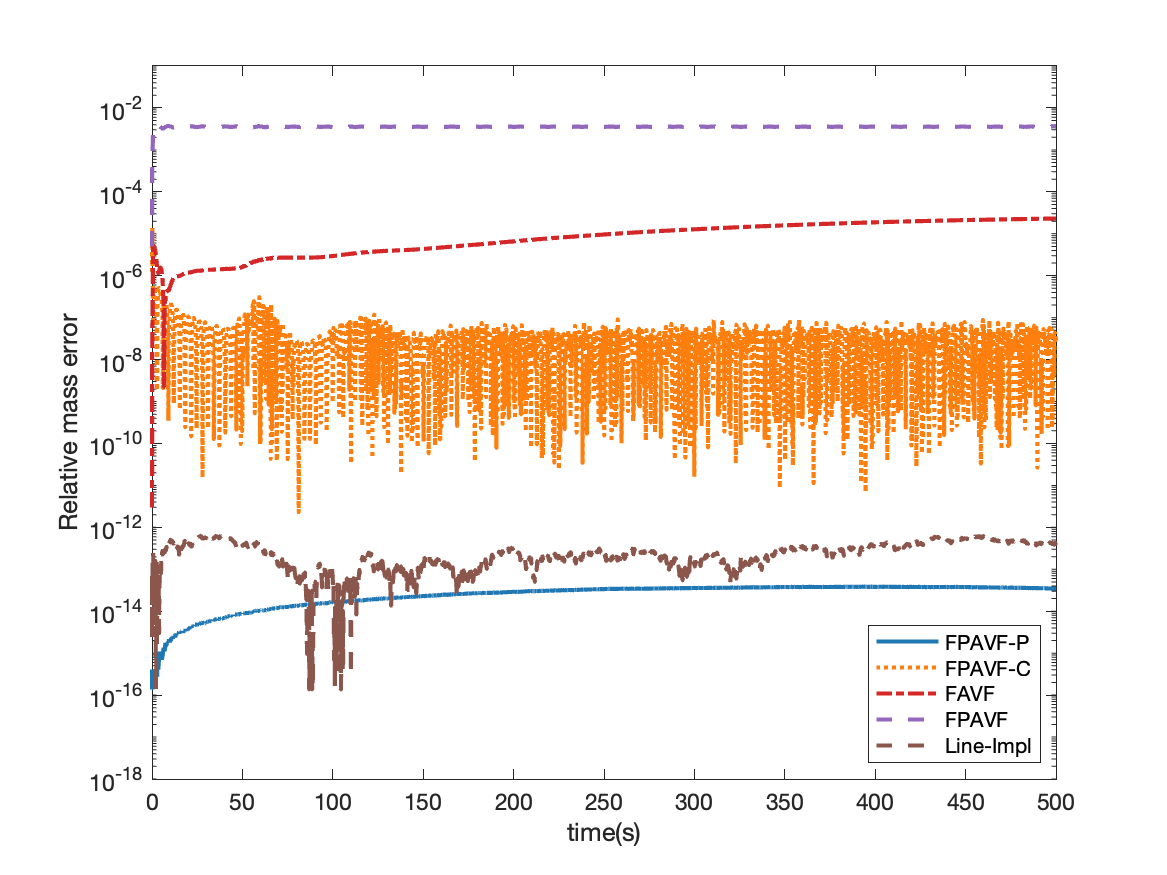 Relative mass error
10^-2
10^-4
10^-6
10^-8
10^-10
10^-12
10^-14
10^-16
10^-18
0 50 100 150 200 250 300 350 400 450 500
time(s)
FPAVF-P
FPAVF-C
FAVF
FPAVF
Line-Impl